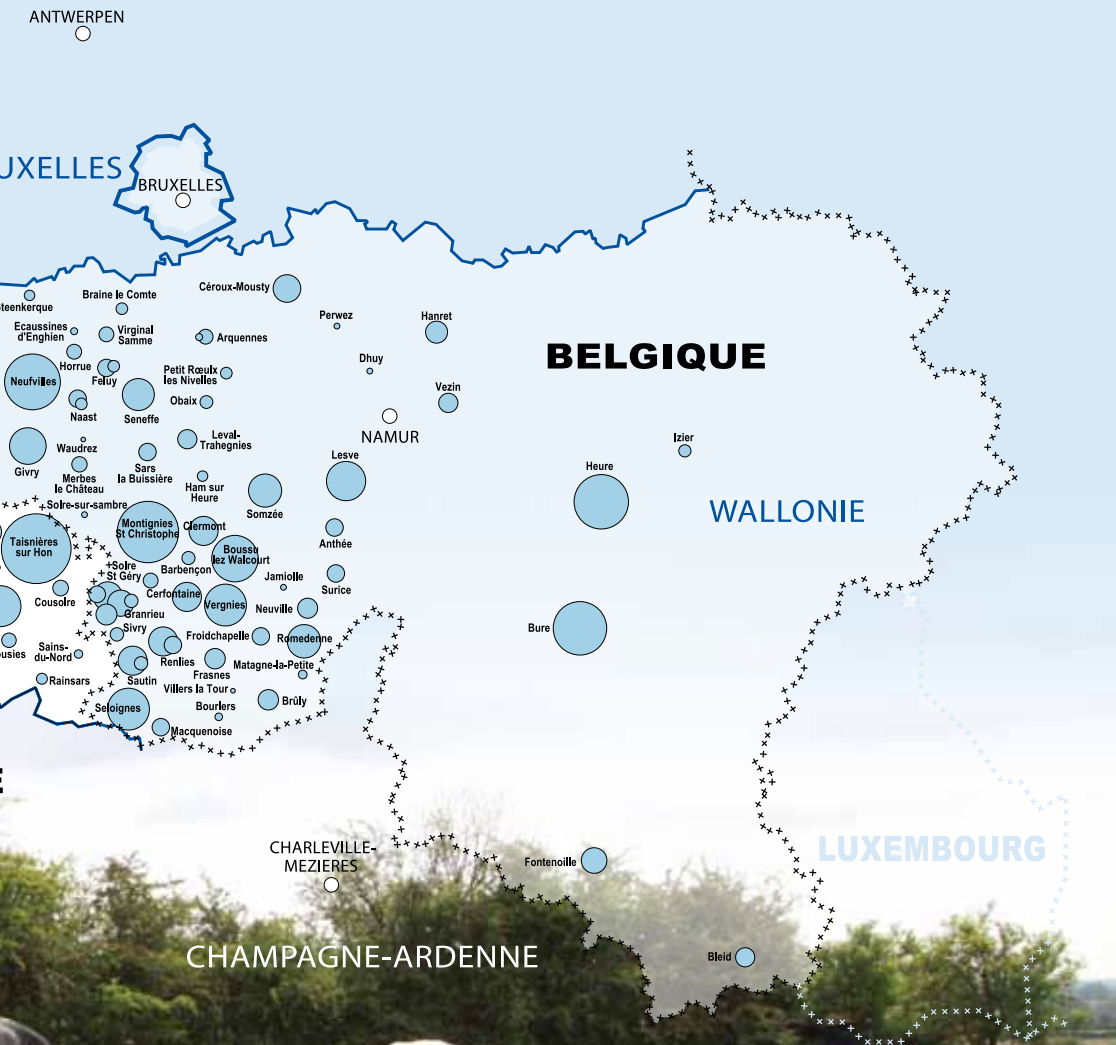 ANTWERPEN
UXELLES
BRUXELLES
Céroux-Mousty
teenkerque
Braine le Comte
Perwez
Hanret
Ecaussines
d'Enghien
Virginal
Samme
Arquennes
BELGIQUE
Horrue
Dhuy
Neufvilles
Feluy
Petit Rœulx
les Nivelles
Vezin
Obaix
Naast
Seneffe
NAMUR
Izier
Waudrez
Leval-
Trahegnies
Givry
Merbes
le Château
Sars
la Buissière
Lesve
Heure
Ham sur
Heure
Solre-sur-sambre
Somzée
WALLONIE
Montignies
St Christophe
Clermont
Taisnières
sur Hon
Anthée
Boussu
lez Walcourt
Solre
St Géry
Barbençon
Jamiolle
Surice
Cousolre
Cerfontaine
Vergnies
Neuville
Granrieu
Bure
Sivry
Froidchapelle
Romedenne
ousies
Sains-
du-Nord
Renlies
Frasnes
Matagne-la-Petite
Rainsars
Sautin
Villers la Tour
Seloignes
Bourlers
Brûly
Macquenoise
E
CHARLEVILLE-
MEZIERES
LUXEMBOURG
Fontenoille
CHAMPAGNE-ARDENNE
Bleid